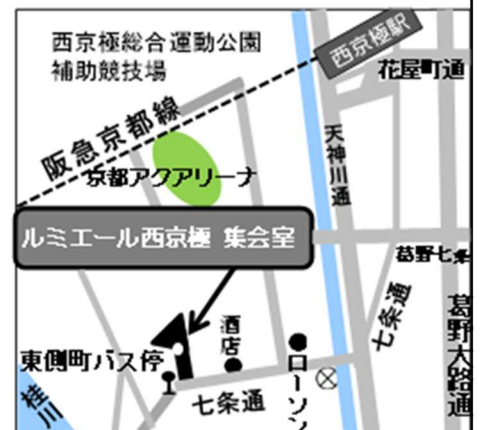 西京極総合運動公園
補助競技場
西京極駅
花屋町通
阪急京都線
京都アクアリーナ
天神川通
ルミエール西京極 集会室
葛野七条
七条通
葛野大路通
酒店
東側町バス停
ローソン
七条通
桂川